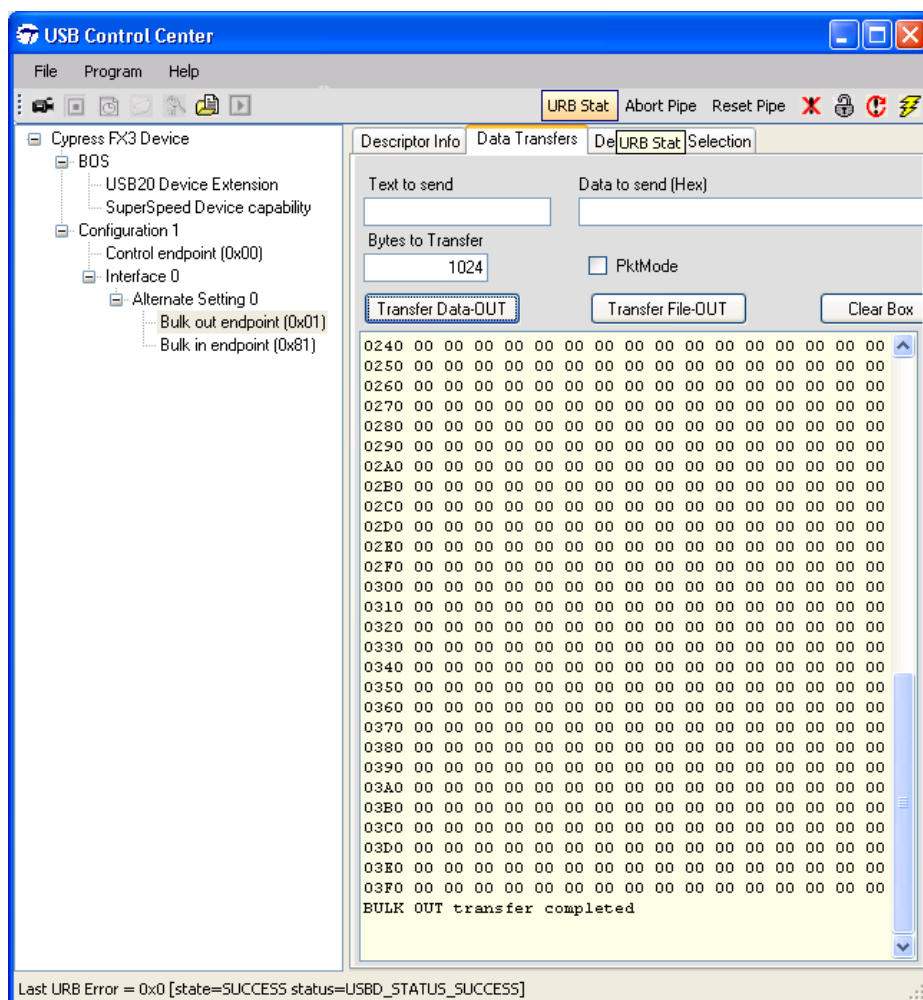 USB Control Center
File Program Help
URB Stat Abort Pipe Reset Pipe
Cypress FX3 Device
BOS
USB20 Device Extension
SuperSpeed Device capability
Configuration 1
Control endpoint (0x00)
Interface 0
Alternate Setting 0
Bulk out endpoint (0x01)
Bulk in endpoint (0x81)
Descriptor Info Data Transfers De URB Stat Selection
Text to send Data to send (Hex)
Bytes to Transfer
1024 PktMode
Transfer Data-OUT Transfer File-OUT Clear Box
0240 00 00 00 00 00 00 00 00 00 00 00 00 00 00 00 00
0250 00 00 00 00 00 00 00 00 00 00 00 00 00 00 00 00
0260 00 00 00 00 00 00 00 00 00 00 00 00 00 00 00 00
0270 00 00 00 00 00 00 00 00 00 00 00 00 00 00 00 00
0280 00 00 00 00 00 00 00 00 00 00 00 00 00 00 00 00
0290 00 00 00 00 00 00 00 00 00 00 00 00 00 00 00 00
02A0 00 00 00 00 00 00 00 00 00 00 00 00 00 00 00 00
02B0 00 00 00 00 00 00 00 00 00 00 00 00 00 00 00 00
02C0 00 00 00 00 00 00 00 00 00 00 00 00 00 00 00 00
02D0 00 00 00 00 00 00 00 00 00 00 00 00 00 00 00 00
02E0 00 00 00 00 00 00 00 00 00 00 00 00 00 00 00 00
02F0 00 00 00 00 00 00 00 00 00 00 00 00 00 00 00 00
0300 00 00 00 00 00 00 00 00 00 00 00 00 00 00 00 00
0310 00 00 00 00 00 00 00 00 00 00 00 00 00 00 00 00
0320 00 00 00 00 00 00 00 00 00 00 00 00 00 00 00 00
0330 00 00 00 00 00 00 00 00 00 00 00 00 00 00 00 00
0340 00 00 00 00 00 00 00 00 00 00 00 00 00 00 00 00
0350 00 00 00 00 00 00 00 00 00 00 00 00 00 00 00 00
0360 00 00 00 00 00 00 00 00 00 00 00 00 00 00 00 00
0370 00 00 00 00 00 00 00 00 00 00 00 00 00 00 00 00
0380 00 00 00 00 00 00 00 00 00 00 00 00 00 00 00 00
0390 00 00 00 00 00 00 00 00 00 00 00 00 00 00 00 00
03A0 00 00 00 00 00 00 00 00 00 00 00 00 00 00 00 00
03B0 00 00 00 00 00 00 00 00 00 00 00 00 00 00 00 00
03C0 00 00 00 00 00 00 00 00 00 00 00 00 00 00 00 00
03D0 00 00 00 00 00 00 00 00 00 00 00 00 00 00 00 00
03E0 00 00 00 00 00 00 00 00 00 00 00 00 00 00 00 00
03F0 00 00 00 00 00 00 00 00 00 00 00 00 00 00 00 00
BULK OUT transfer completed
Last URB Error = 0x0 [state=SUCCESS status=USBD_STATUS_SUCCESS]